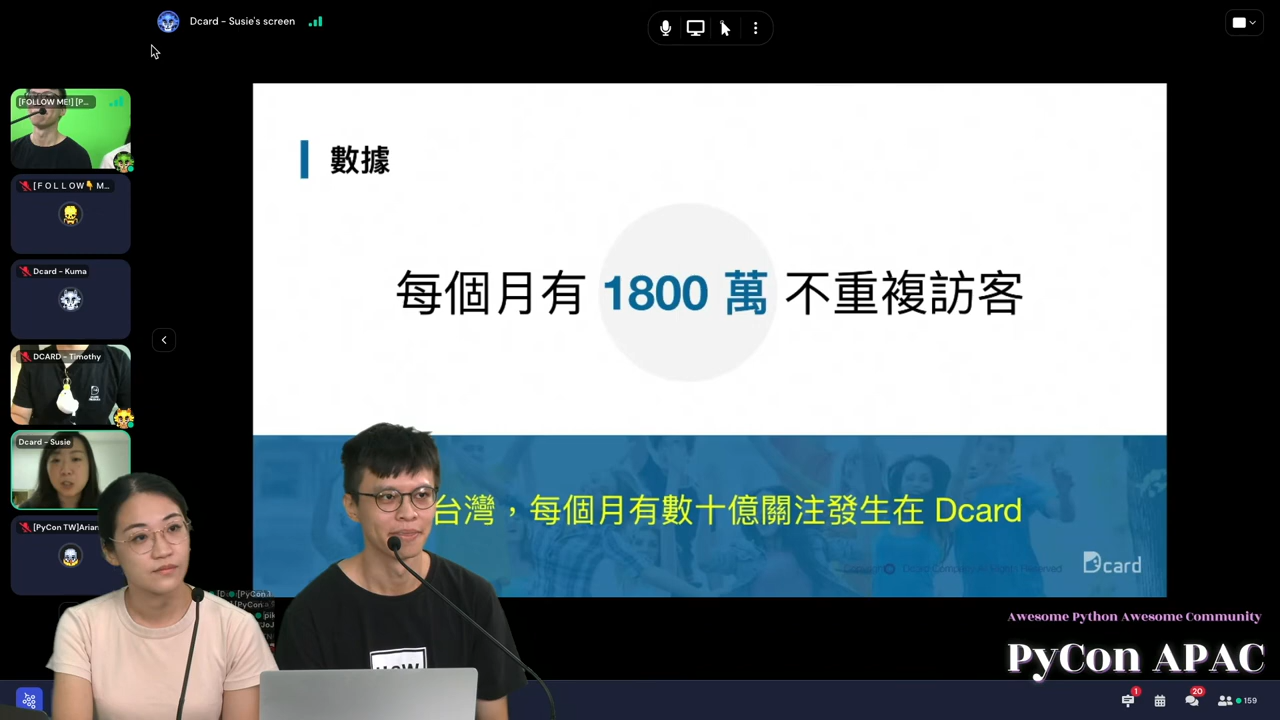 Dcard - Susie's screen
[FOLLOW ME!] [P...
[F O L L O W👇 M...
Dcard - Kuma
DCARD - Timothy
Dcard - Susie
[PyCon TW]Arian
數據
每個月有 1800 萬 不重複訪客
台灣，每個月有數十億關注發生在 Dcard
Dcard
Awesome Python Awesome Community
PyCon APAC
1
20
159